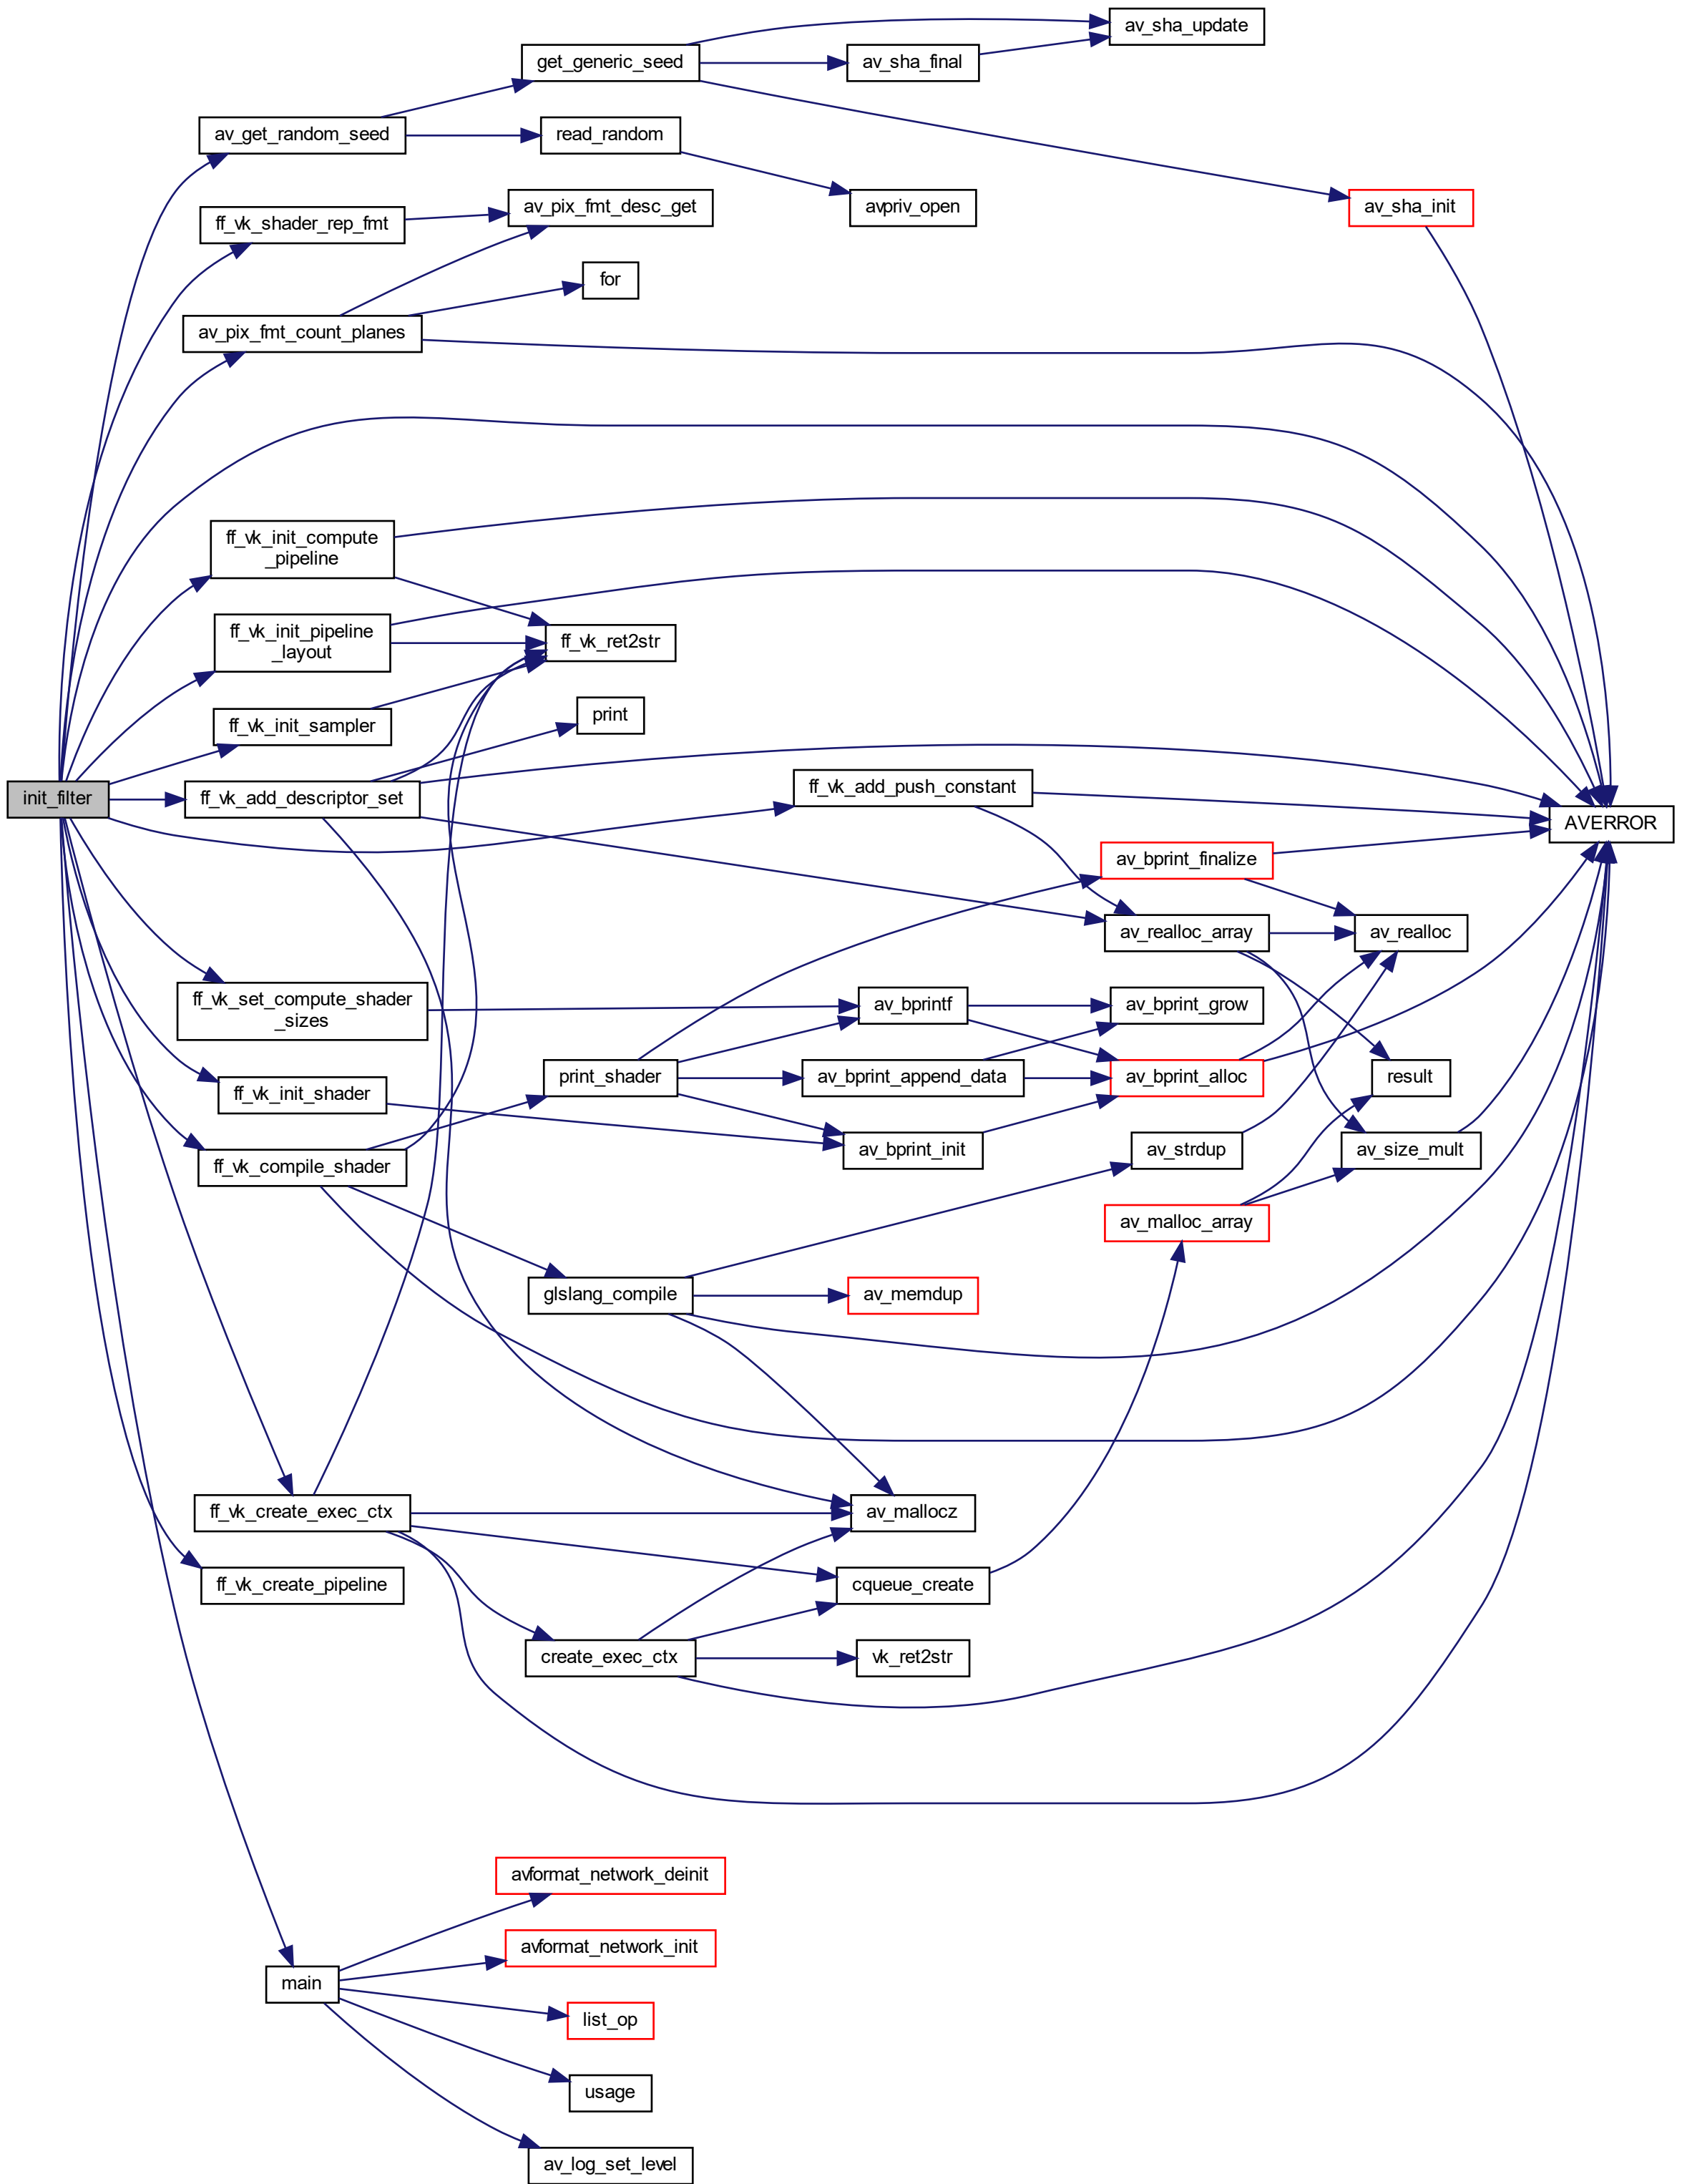 av_sha_update
get_generic_seed
av_sha_final
av_get_random_seed
read_random
av_pix_fmt_desc_get
avpriv_open
av_sha_init
ff_vk_shader_rep_fmt
for
av_pix_fmt_count_planes
ff_vk_init_compute
_pipeline
ff_vk_init_pipeline
_layout
ff_vk_ret2str
ff_vk_init_sampler
print
init_filter
ff_vk_add_descriptor_set
ff_vk_add_push_constant
AVERROR
av_bprint_finalize
av_realloc_array
av_realloc
ff_vk_set_compute_shader
_sizes
av_bprintf
av_bprint_grow
print_shader
av_bprint_append_data
av_bprint_alloc
result
ff_vk_init_shader
av_bprint_init
av_strdup
av_size_mult
ff_vk_compile_shader
av_malloc_array
glslang_compile
av_memdup
ff_vk_create_exec_ctx
av_mallocz
ff_vk_create_pipeline
cqueue_create
create_exec_ctx
vk_ret2str
avformat_network_deinit
avformat_network_init
main
list_op
usage
av_log_set_level